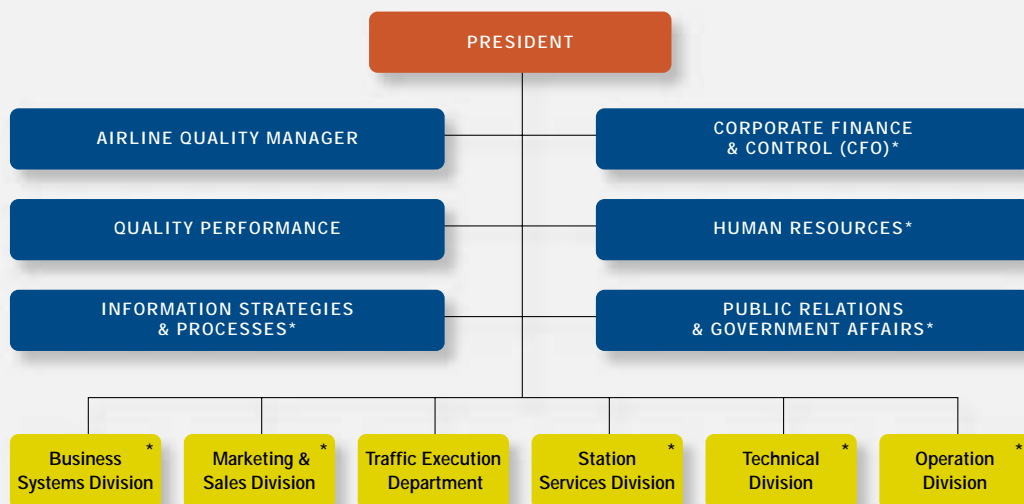 PRESIDENT
AIRLINE QUALITY MANAGER
CORPORATE FINANCE
& CONTROL (CFO)*
QUALITY PERFORMANCE
HUMAN RESOURCES*
INFORMATION STRATEGIES
& PROCESSES*
PUBLIC RELATIONS
& GOVERNMENT AFFAIRS*
Business *
Systems Division
Marketing & *
Sales Division
Traffic Execution
Department
Station *
Services Division
Technical *
Division
Operation *
Division